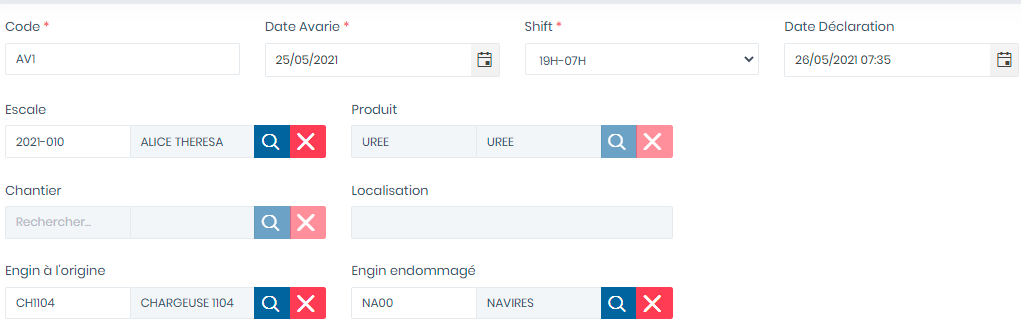 Code * Date Avarie * Shift * Date Déclaration
AV1 25/05/2021 19H-07H 26/05/2021 07:35
Escale Produit
2021-010 ALICE THERESA UREE UREE
Chantier Localisation
Rechercher...
Engin à l'origine Engin endommagé
CH1104 CHARGEUSE 1104 NA00 NAVIRES